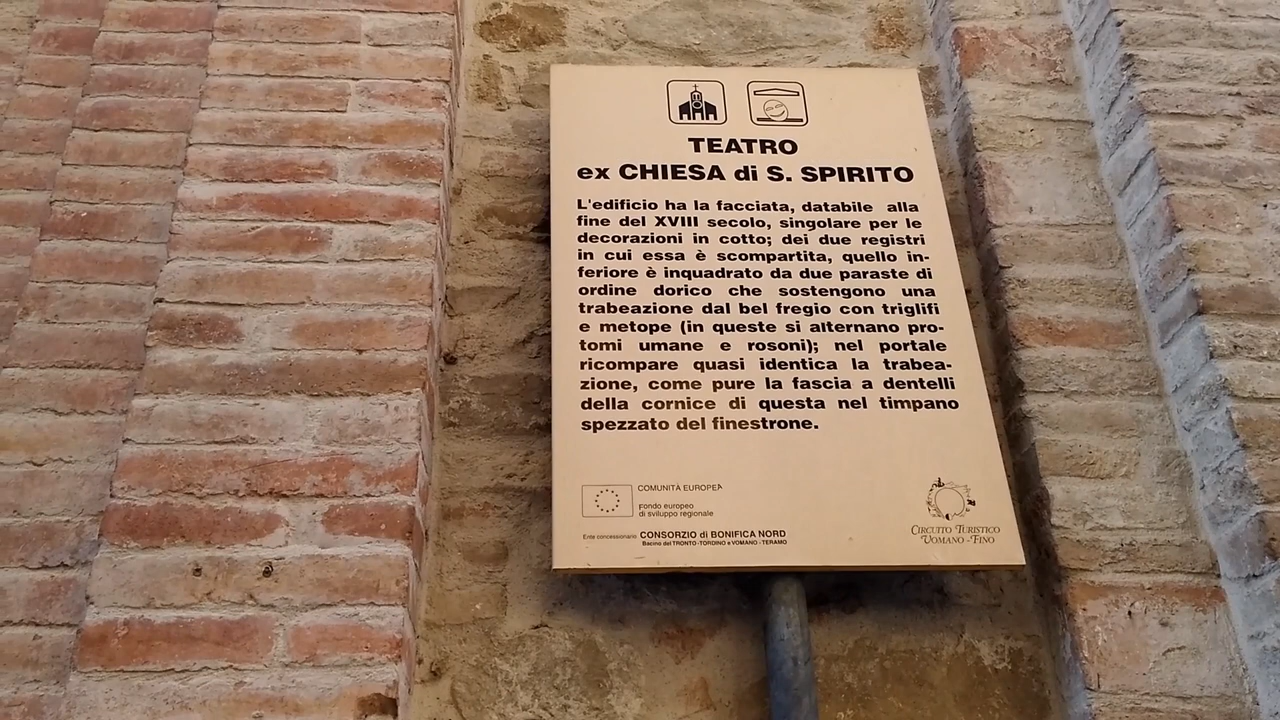 TEATRO
ex CHIESA di S. SPIRITO
L'edificio ha la facciata, databile alla
fine del XVIII secolo, singolare per le
decorazioni in cotto; dei due registri
in cui essa è scompartita, quello in-
feriore è inquadrato da due paraste di
ordine dorico che sostengono una
trabeazione dal bel fregio con triglifi
e metope (in queste si alternano pro-
tomi umane e rosoni); nel portale
ricompare quasi identica la trabea-
zione, come pure la fascia a dentelli
della cornice di questa nel timpano
spezzato del finestrone.
COMUNITÀ EUROPEA
Fondo europeo
di sviluppo regionale
Ente concessionario CONSORZIO di BONIFICA NORD
Bacino del TRONTO-TORDINO e VOMANO - TERAMO
CIRCUITO TURISTICO
VOMANO - FINO